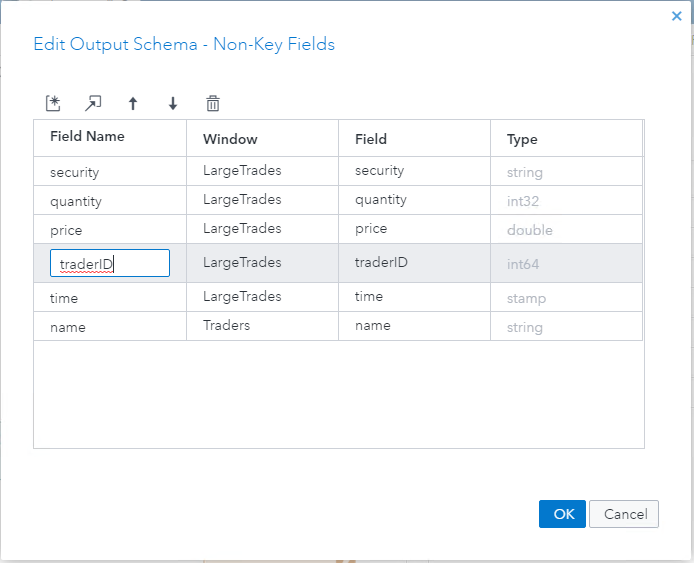 Edit Output Schema - Non-Key Fields
Field Name Window Field Type
security LargeTrades security string
quantity LargeTrades quantity int32
price LargeTrades price double
traderID LargeTrades traderID int64
time LargeTrades time stamp
name Traders name string
OK Cancel